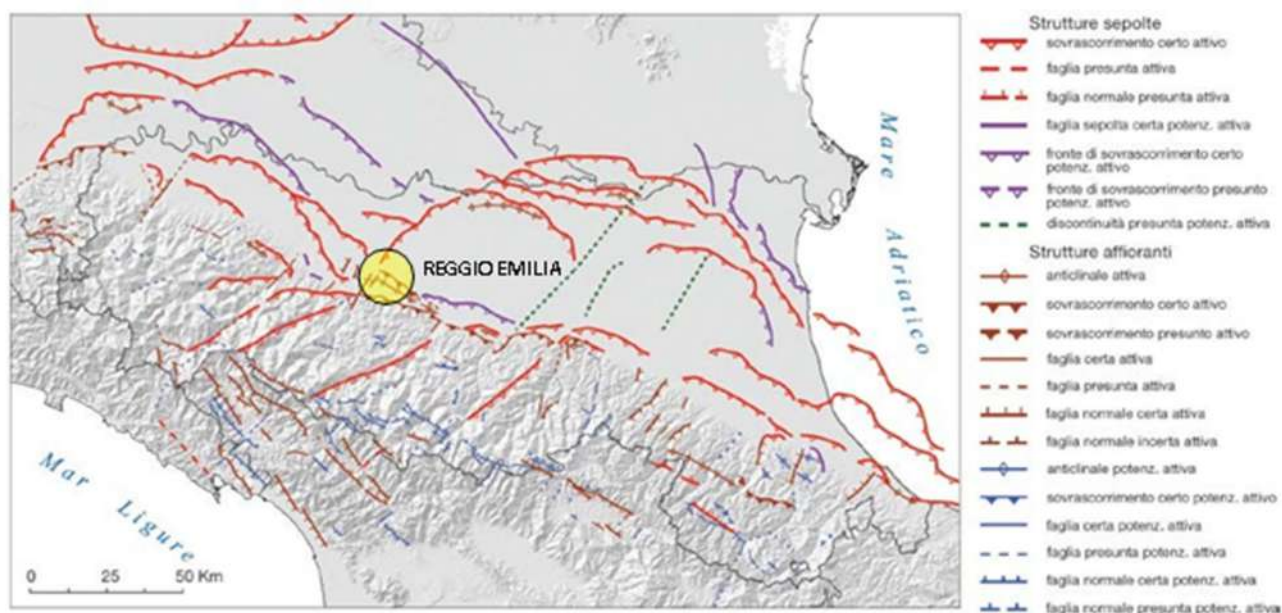 REGGIO EMILIA
Mare Adriatico
Mar Ligure
0 25 50 Km
Strutture sepolte
sovrascorrimento certo attivo
faglia presunta attiva
faglia normale presunta attiva
faglia sepolta certa potenz. attiva
fronte di sovrascorrimento certo
potenz. attivo
fronte di sovrascorrimento presunto
potenz. attivo
discontinuità presunta potenz. attiva
Strutture affioranti
anticlinale attiva
sovrascorrimento certo attivo
sovrascorrimento presunto attivo
faglia certa attiva
faglia presunta attiva
faglia normale certa attiva
faglia normale incerta attiva
anticlinale potenz. attiva
sovrascorrimento certo potenz. attivo
faglia certa potenz. attiva
faglia presunta potenz. attiva
faglia normale certa potenz. attiva
faglia normale presunta potenz. attiva